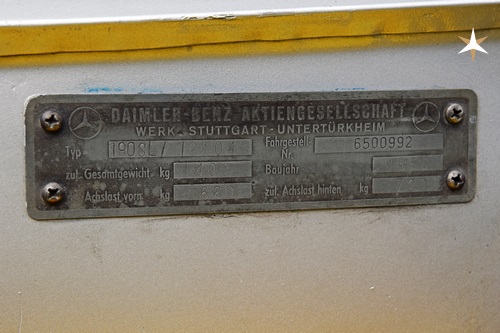 DAIMLER-BENZ AKTIENGESELLSCHAFT
WERK STUTTGART-UNTERTÜRKHEIM
Typ Fahrgestell Nr. 6500992
zul. Gesamtgewicht kg Baujahr
Achslast vorn kg zul. Achslast hinten kg